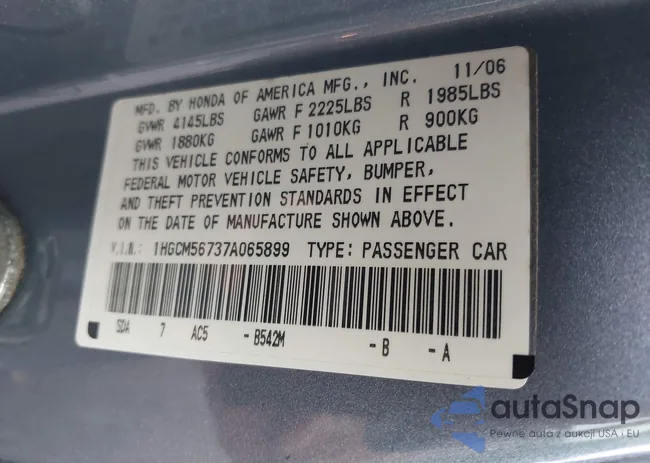 MFD. BY HONDA OF AMERICA MFG., INC. 11/06
GVWR 4145LBS GAWR F 2225LBS R 1985LBS
GVWR 1880KG GAWR F 1010KG R 900KG
THIS VEHICLE CONFORMS TO ALL APPLICABLE
FEDERAL MOTOR VEHICLE SAFETY, BUMPER,
AND THEFT PREVENTION STANDARDS IN EFFECT
ON THE DATE OF MANUFACTURE SHOWN ABOVE.
V.I.N.: 1HGCM56737A065899 TYPE: PASSENGER CAR
SDA 7 AC5 - B542M - B - A
autaSnap
Pewne auta z aukcji USA i EU